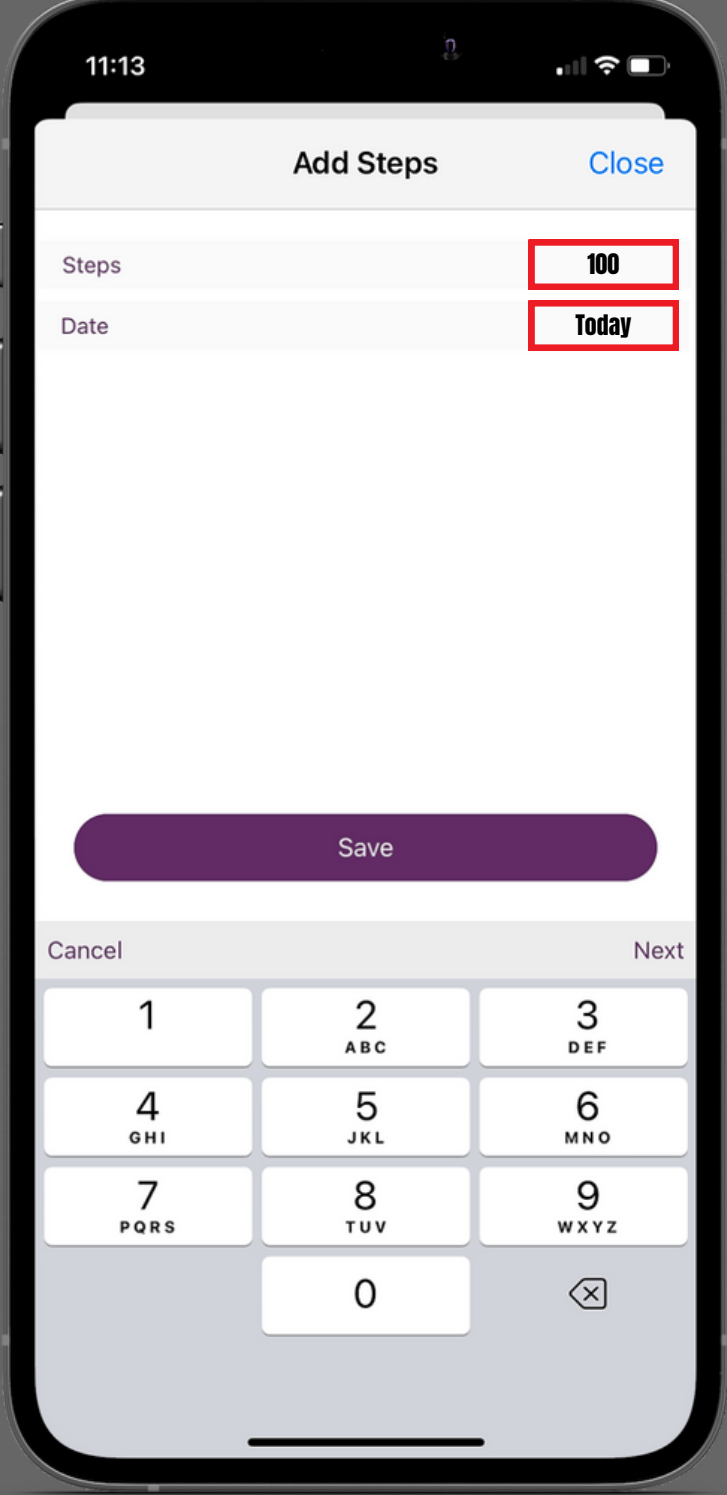 11:13
Add Steps Close
Steps 100
Date Today
Save
Cancel Next
1 2 3
ABC DEF
4 5 6
GHI JKL MNO
7 8 9
PQRS TUV WXYZ
0